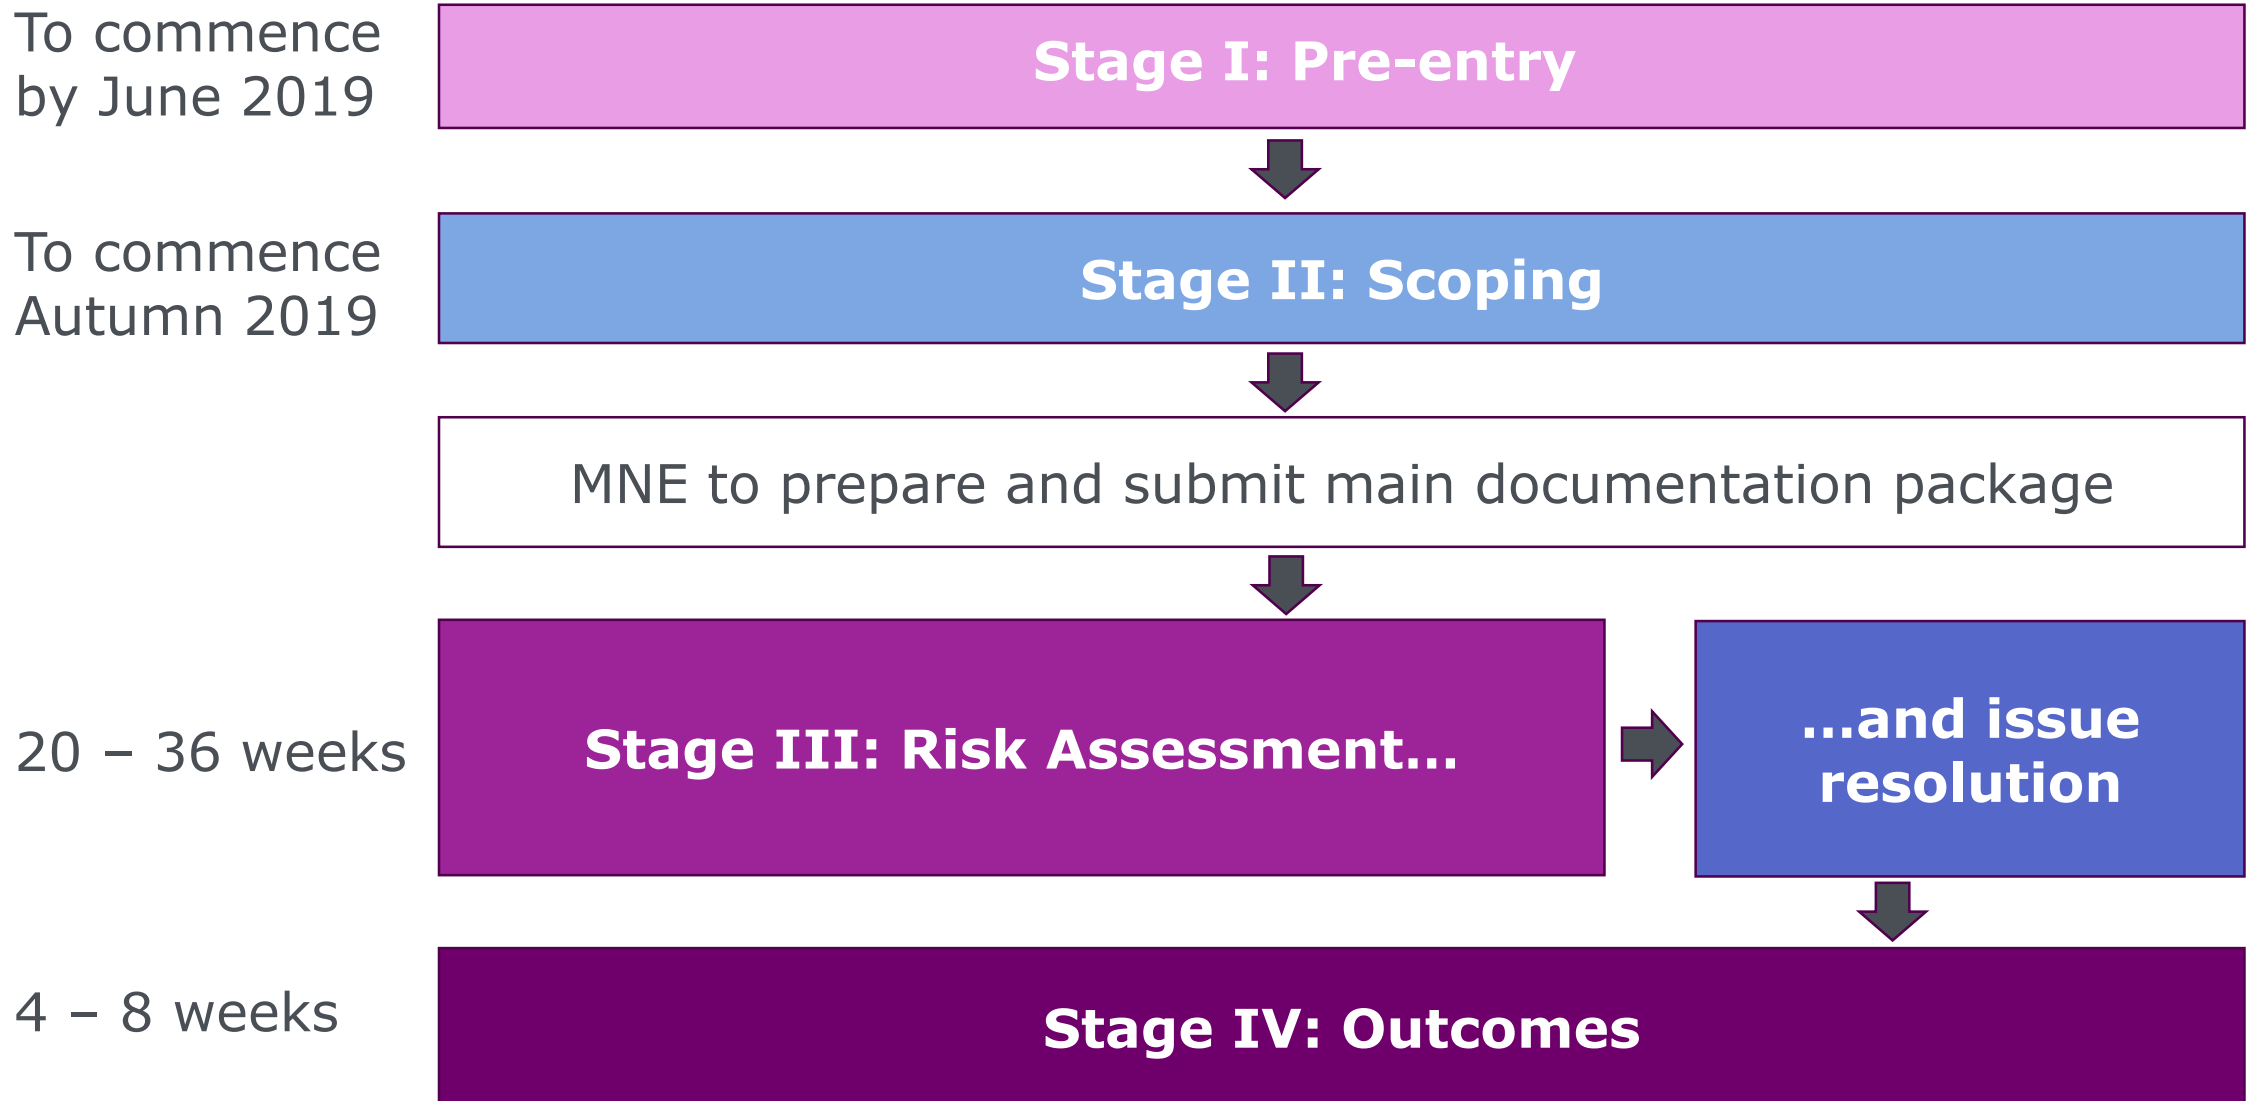 To commence
by June 2019
Stage I: Pre-entry
To commence
Autumn 2019
Stage II: Scoping
MNE to prepare and submit main documentation package
20 – 36 weeks
Stage III: Risk Assessment…
…and issue
resolution
4 – 8 weeks
Stage IV: Outcomes